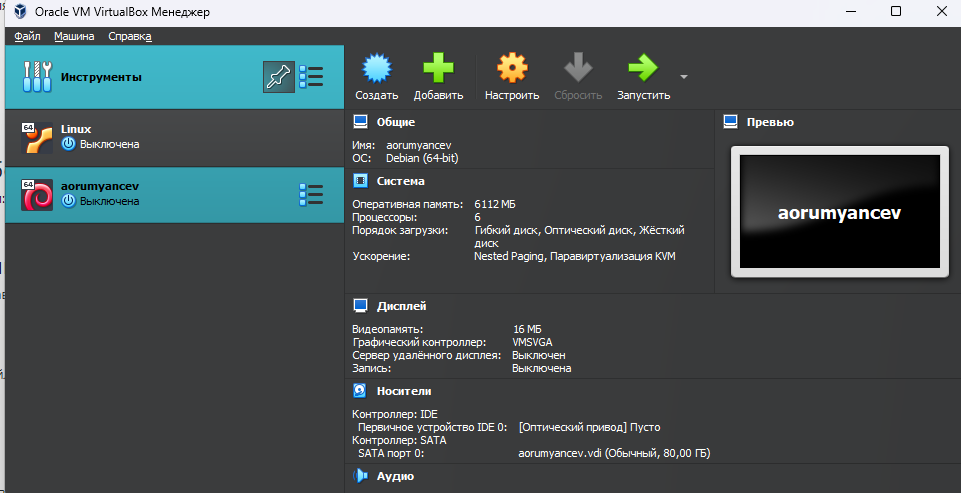 Oracle VM VirtualBox Менеджер
Файл Машина Справка
Инструменты
Создать Добавить Настроить Сбросить Запустить
64
Linux
Выключена
64
aorumyancev
Выключена
Общие
Имя: aorumyancev
ОС: Debian (64-bit)
Превью
aorumyancev
Система
Оперативная память: 6112 МБ
Процессоры: 6
Порядок загрузки: Гибкий диск, Оптический диск, Жёсткий
диск
Ускорение: Nested Paging, Паравиртуализация KVM
Дисплей
Видеопамять: 16 МБ
Графический контроллер: VMSVGA
Сервер удалённого дисплея: Выключен
Запись: Выключена
Носители
Контроллер: IDE
Первичное устройство IDE 0: [Оптический привод] Пусто
Контроллер: SATA
SATA порт 0: aorumyancev.vdi (Обычный, 80,00 ГБ)
Аудио